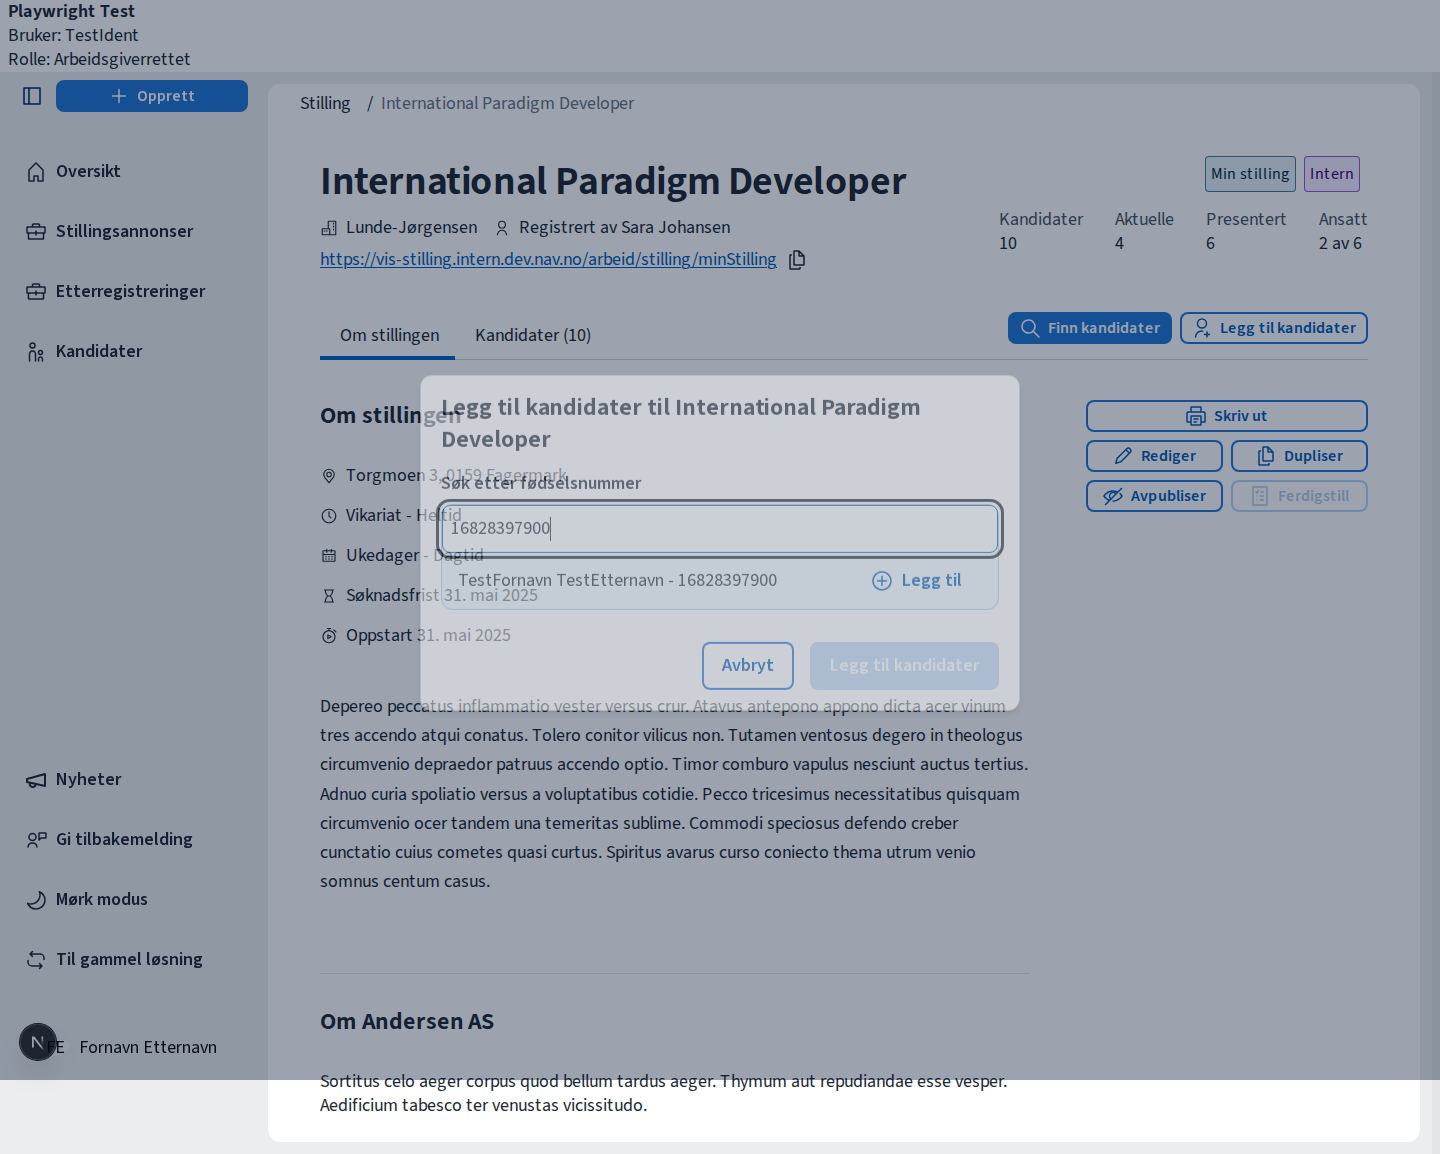 Playwright Test
Bruker: TestIdent
Rolle: Arbeidsgiverrettet
Opprett
Oversikt
Stillingsannonser
Etterregistreringer
Kandidater
Nyheter
Gi tilbakemelding
Mørk modus
Til gammel løsning
FE Fornavn Etternavn
Stilling / International Paradigm Developer
International Paradigm Developer
Min stilling Intern
Lunde-Jørgensen Registrert av Sara Johansen
https://vis-stilling.intern.dev.nav.no/arbeid/stilling/minStilling
Kandidater Aktuelle Presentert Ansatt
10 4 6 2 av 6
Om stillingen Kandidater (10)
Finn kandidater Legg til kandidater
Om stillingen
Torgmoen 3, 0159 Fagermark
Vikariat - Heltid
Ukedager - Dagtid
Søknadsfrist 31. mai 2025
Oppstart 31. mai 2025
Skriv ut
Rediger Dupliser
Avpubliser Ferdigstill
Legg til kandidater til International Paradigm
Developer
Søk etter fødselsnummer
16828397900
TestFornavn TestEtternavn - 16828397900 Legg til
Avbryt Legg til kandidater
Depereo peccatus inflammatio vester versus crur. Atavus antepono appono dicta acer vinum
tres accendo atqui conatus. Tolero conitor vilicus non. Tutamen ventosus degero in theologus
circumvenio depraedor patruus accendo optio. Timor comburo vapulus nesciunt auctus tertius.
Adnuo curia spoliatio versus a voluptatibus cotidie. Pecco tricesimus necessitatibus quisquam
circumvenio ocer tandem una temeritas sublime. Commodi speciosus defendo creber
cunctatio cuius cometes quasi curtus. Spiritus avarus curso coniecto thema utrum venio
somnus centum casus.
Om Andersen AS
Sortitus celo aeger corpus quod bellum tardus aeger. Thymum aut repudiandae esse vesper.
Aedificium tabesco ter venustas vicissitudo.